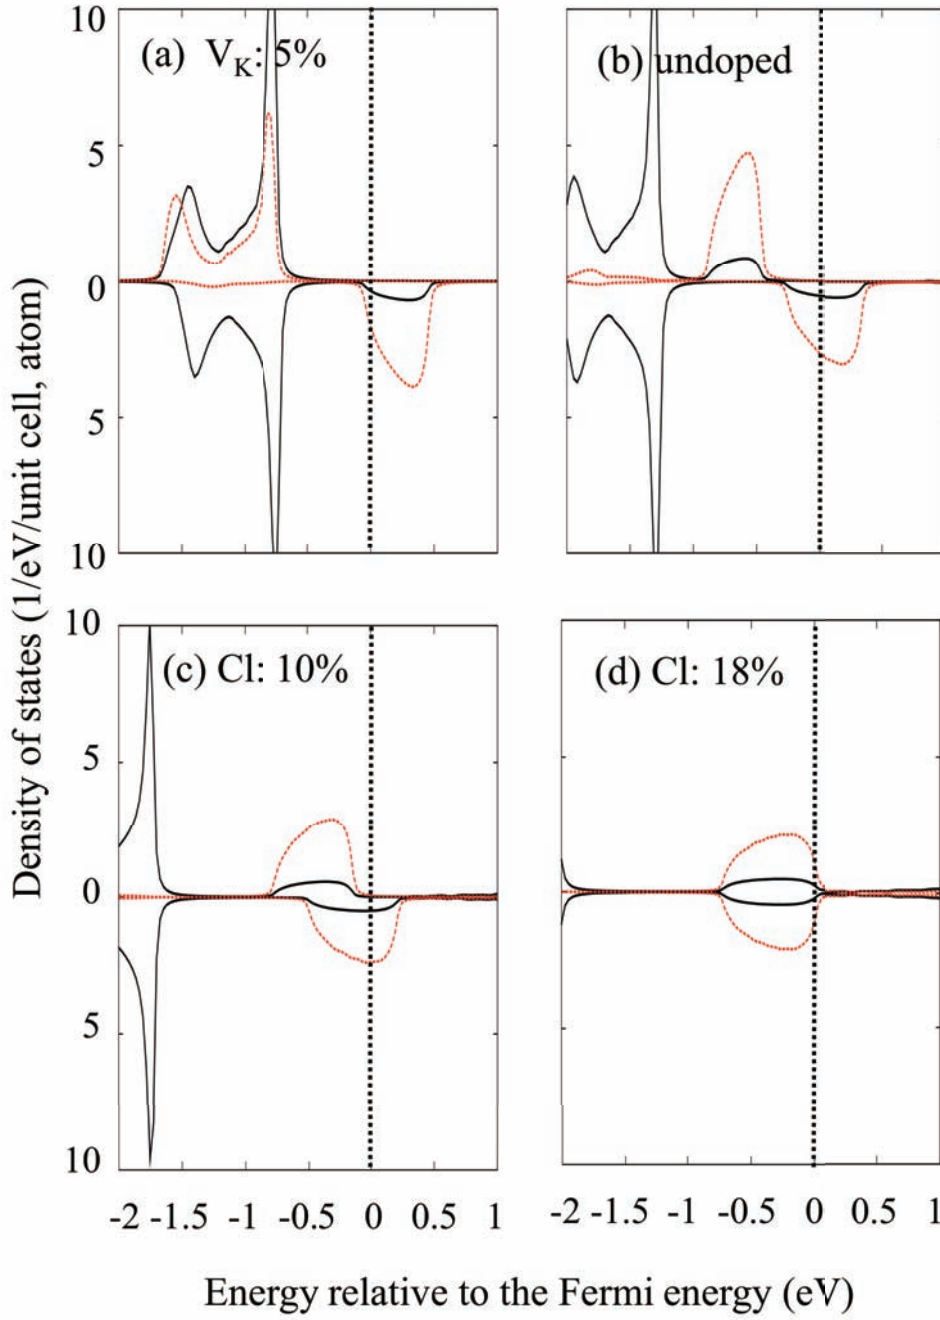 10
(a) V_K: 5%
5
0
5
10
(b) undoped
Density of states (1/eV/unit cell, atom)
10
(c) Cl: 10%
5
0
5
10
-2 -1.5 -1 -0.5 0 0.5 1
(d) Cl: 18%
-2 -1.5 -1 -0.5 0 0.5 1
Energy relative to the Fermi energy (eV)